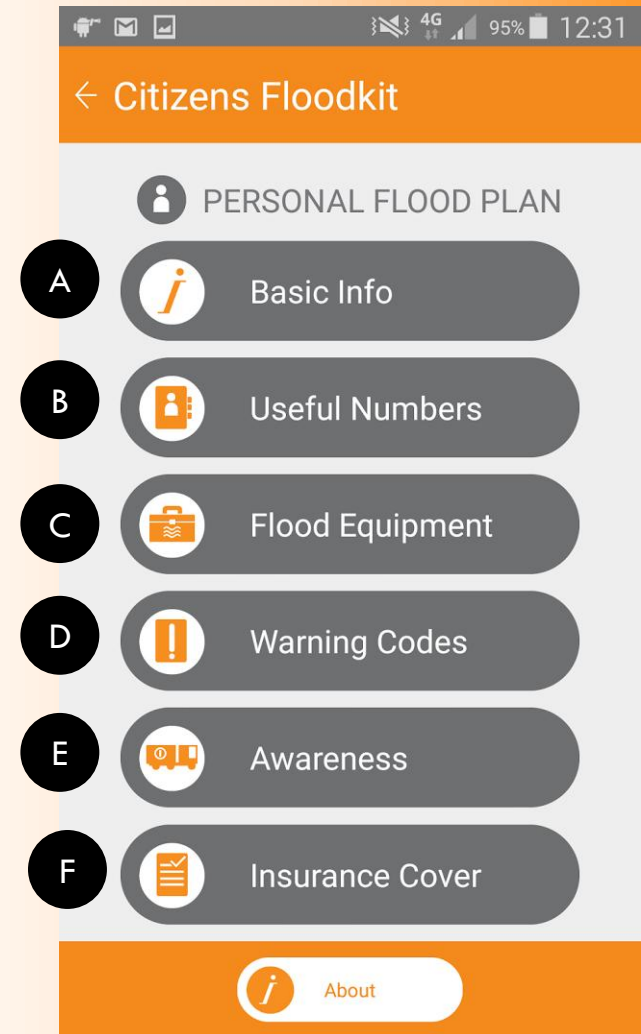 4G 95% 12:31
← Citizens Floodkit
PERSONAL FLOOD PLAN
A i Basic Info
B Useful Numbers
C Flood Equipment
D ! Warning Codes
E Awareness
F Insurance Cover
i About